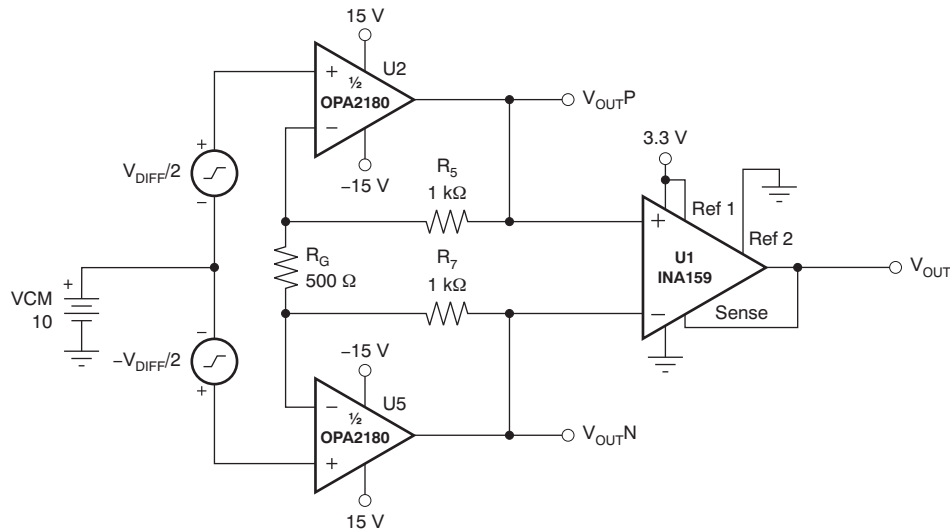 15 V
U2
+
½
OPA2180
−
−15 V
V_OUTP
+
V_DIFF/2
−
R5
1 kΩ
3.3 V
Ref 1
Ref 2
+
U1
INA159
−
Sense
V_OUT
RG
500 Ω
R7
1 kΩ
+
VCM
10
−
−V_DIFF/2
+
−15 V
U5
−
½
OPA2180
+
15 V
V_OUTN